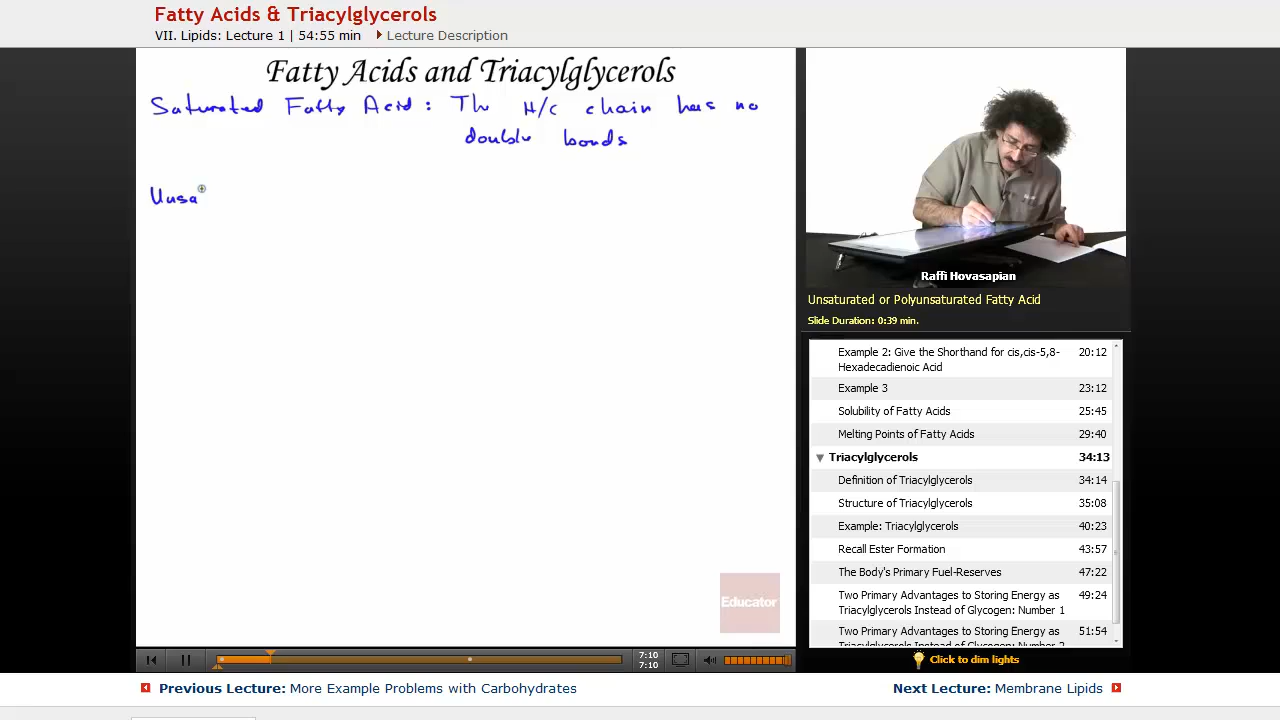 Fatty Acids & Triacylglycerols
VII. Lipids: Lecture 1 | 54:55 min
Lecture Description
Fatty Acids and Triacylglycerols
Saturated Fatty Acid: The H/C chain has no
double bonds
Unsa
Raffi Hovasapian
Unsaturated or Polyunsaturated Fatty Acid
Slide Duration: 0:39 min.
Example 2: Give the Shorthand for cis,cis-5,8- 20:12
Hexadecadienoic Acid
Example 3 23:12
Solubility of Fatty Acids 25:45
Melting Points of Fatty Acids 29:40
Triacylglycerols 34:13
Definition of Triacylglycerols 34:14
Structure of Triacylglycerols 35:08
Example: Triacylglycerols 40:23
Recall Ester Formation 43:57
The Body's Primary Fuel-Reserves 47:22
Two Primary Advantages to Storing Energy as 49:24
Triacylglycerols Instead of Glycogen: Number 1
Two Primary Advantages to Storing Energy as 51:54
Triacylglycerols Instead of Glycogen: Number 2
Educator
7:10
7:10
Click to dim lights
Previous Lecture: More Example Problems with Carbohydrates
Next Lecture: Membrane Lipids